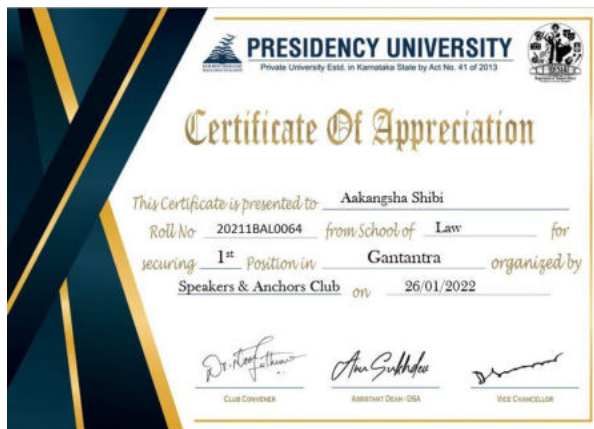 PRESIDENCY UNIVERSITY
Private University Estd. in Karnataka State by Act No. 41 of 2013
Certificate Of Appreciation
This Certificate is presented to Aakangsha Shibi
Roll No 20211BAL0064 from School of Law for
securing 1st Position in Gantantra organized by
Speakers & Anchors Club on 26/01/2022
Anu Sukhdev
CLUB CONVENER ASSISTANT DEAN - DSA VICE CHANCELLOR